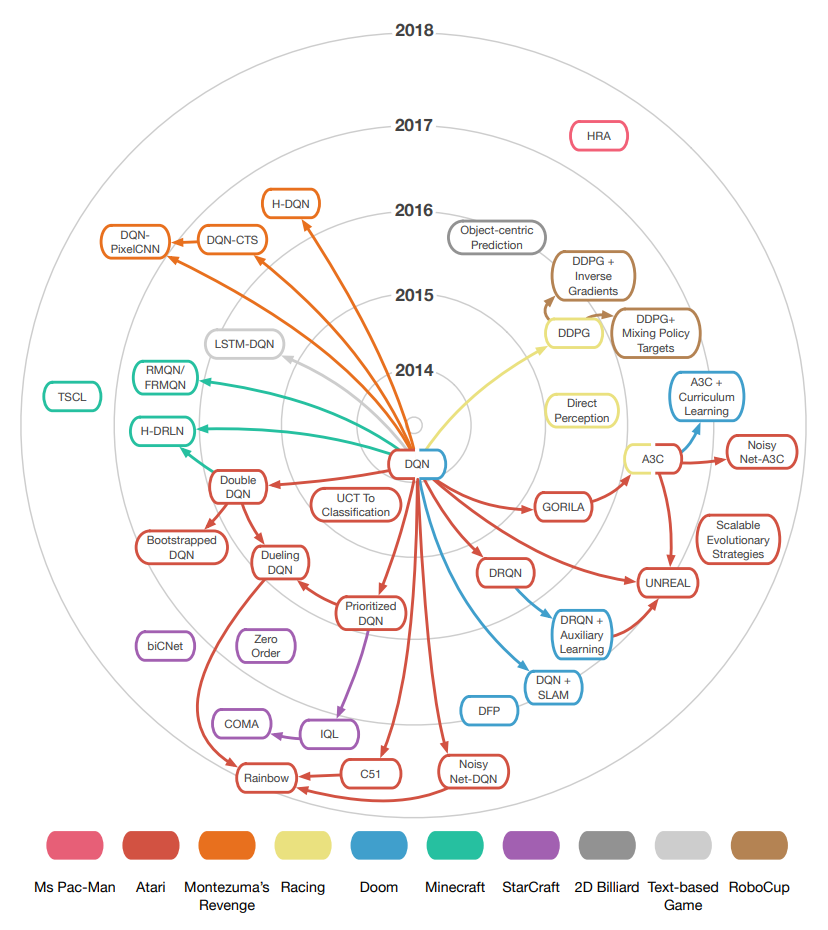 2018
2017
HRA
H-DQN
2016
DQN-
PixelCNN
DQN-CTS
Object-centric
Prediction
DDPG +
Inverse
Gradients
2015
LSTM-DQN
DDPG
DDPG+
Mixing Policy
Targets
2014
RMQN/
FRMQN
TSCL
A3C +
Curriculum
Learning
Direct
Perception
H-DRLN
DQN
A3C
Noisy
Net-A3C
Double
DQN
UCT To
Classification
GORILA
Bootstrapped
DQN
Scalable
Evolutionary
Strategies
Dueling
DQN
DRQN
UNREAL
Prioritized
DQN
DRQN +
Auxiliary
Learning
biCNet
Zero
Order
DQN +
SLAM
DFP
COMA
IQL
Rainbow
C51
Noisy
Net-DQN
Ms Pac-Man
Atari
Montezuma's
Revenge
Racing
Doom
Minecraft
StarCraft
2D Billiard
Text-based
Game
RoboCup